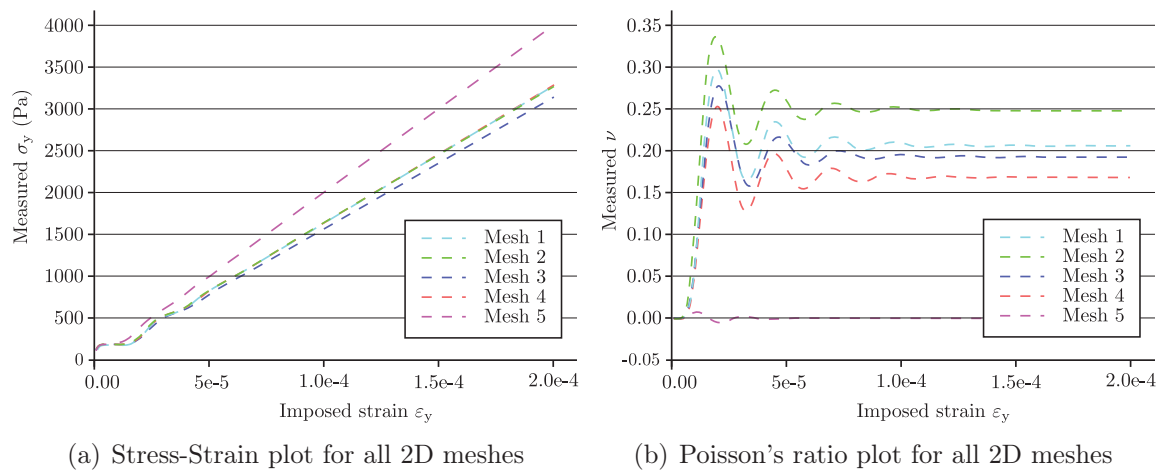 4000
3500
3000
2500
2000
1500
1000
500
0
Measured σy (Pa)
0.00
5e-5
1.0e-4
1.5e-4
2.0e-4
Imposed strain εy
Mesh 1
Mesh 2
Mesh 3
Mesh 4
Mesh 5
(a) Stress-Strain plot for all 2D meshes
0.35
0.30
0.25
0.20
0.15
0.10
0.05
0.00
-0.05
Measured ν
0.00
5e-5
1.0e-4
1.5e-4
2.0e-4
Imposed strain εy
Mesh 1
Mesh 2
Mesh 3
Mesh 4
Mesh 5
(b) Poisson's ratio plot for all 2D meshes